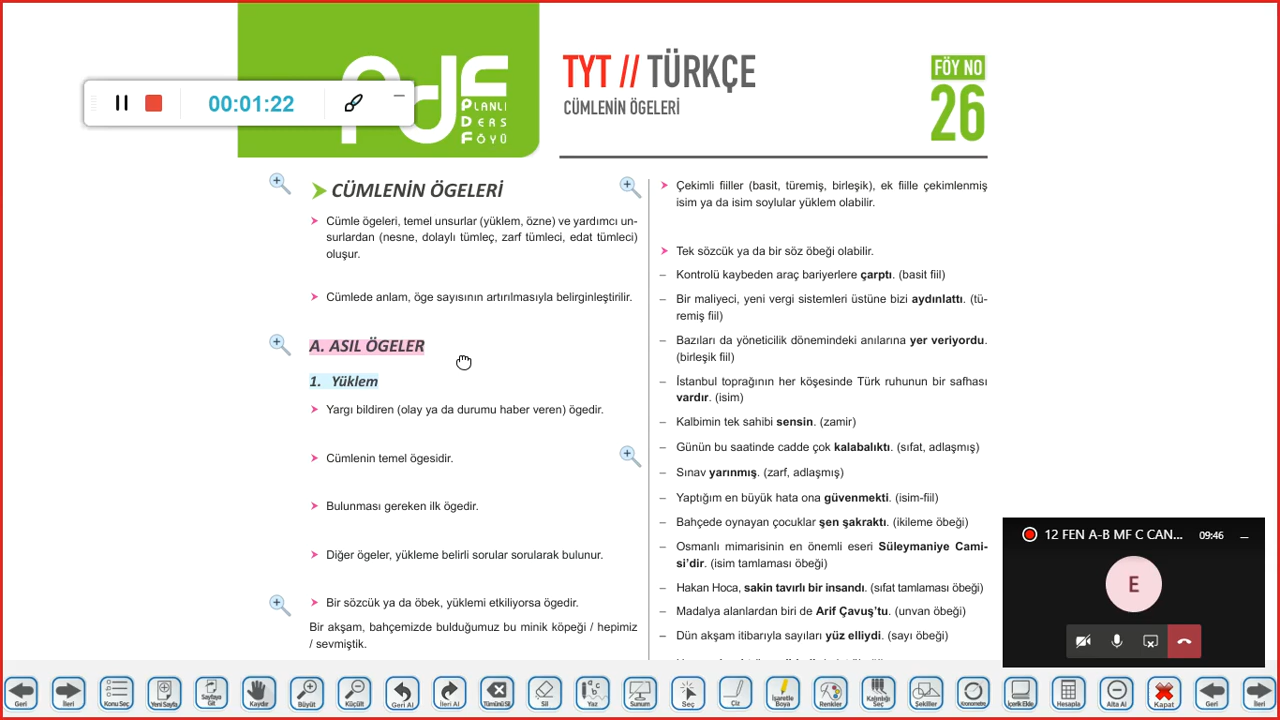 PLANLI
DERS
FÖYÜ
TYT // TÜRKÇE
CÜMLENİN ÖGELERİ
FÖY NO
26
00:01:22
CÜMLENİN ÖGELERİ
Cümle ögeleri, temel unsurlar (yüklem, özne) ve yardımcı un-
surlardan (nesne, dolaylı tümleç, zarf tümleci, edat tümleci)
oluşur.
Cümlede anlam, öge sayısının artırılmasıyla belirginleştirilir.
A. ASIL ÖGELER
1. Yüklem
Yargı bildiren (olay ya da durumu haber veren) ögedir.
Cümlenin temel ögesidir.
Bulunması gereken ilk ögedir.
Diğer ögeler, yükleme belirli sorular sorularak bulunur.
Bir sözcük ya da öbek, yüklemi etkiliyorsa ögedir.
Bir akşam, bahçemizde bulduğumuz bu minik köpeği / hepimiz
/ sevmiştik.
Çekimli fiiller (basit, türemiş, birleşik), ek fiille çekimlenmiş
isim ya da isim soylular yüklem olabilir.
Tek sözcük ya da bir söz öbeği olabilir.
– Kontrolü kaybeden araç bariyerlere çarptı. (basit fiil)
– Bir maliyeci, yeni vergi sistemleri üstüne bizi aydınlattı. (tü-
remiş fiil)
– Bazıları da yöneticilik dönemindeki anılarına yer veriyordu.
(birleşik fiil)
– İstanbul toprağının her köşesinde Türk ruhunun bir safhası
vardır. (isim)
– Kalbimin tek sahibi sensin. (zamir)
– Günün bu saatinde cadde çok kalabalıktı. (sıfat, adlaşmış)
– Sınav yarınmış. (zarf, adlaşmış)
– Yaptığım en büyük hata ona güvenmekti. (isim-fiil)
– Bahçede oynayan çocuklar şen şakraktı. (ikileme öbeği)
– Osmanlı mimarisinin en önemli eseri Süleymaniye Cami-
si'dir. (isim tamlaması öbeği)
– Hakan Hoca, sakin tavırlı bir insandı. (sıfat tamlaması öbeği)
– Madalya alanlardan biri de Arif Çavuş'tu. (unvan öbeği)
– Dün akşam itibarıyla sayıları yüz elliydi. (sayı öbeği)
12 FEN A-B MF C CAN... 09:46
E
Geri İleri Konu Seç Yeni Sayfa Sayfaya Git Kaydır Büyüt Küçült Geri Al İleri Al Tümünü Sil Sil Yaz Sunum Seç Çiz İşaretle Boya Renkler Kalınlığı Seç Şekiller Kronometre İçerik Ekle Hesapla Alta Al Kapat Geri İleri